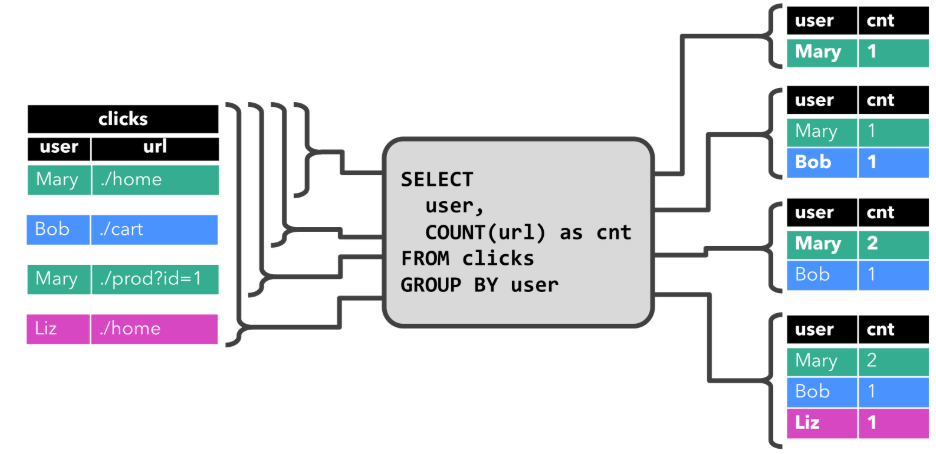 clicks
user url
Mary ./home
Bob ./cart
Mary ./prod?id=1
Liz ./home
SELECT
user,
COUNT(url) as cnt
FROM clicks
GROUP BY user
user cnt
Mary 1
user cnt
Mary 1
Bob 1
user cnt
Mary 2
Bob 1
user cnt
Mary 2
Bob 1
Liz 1